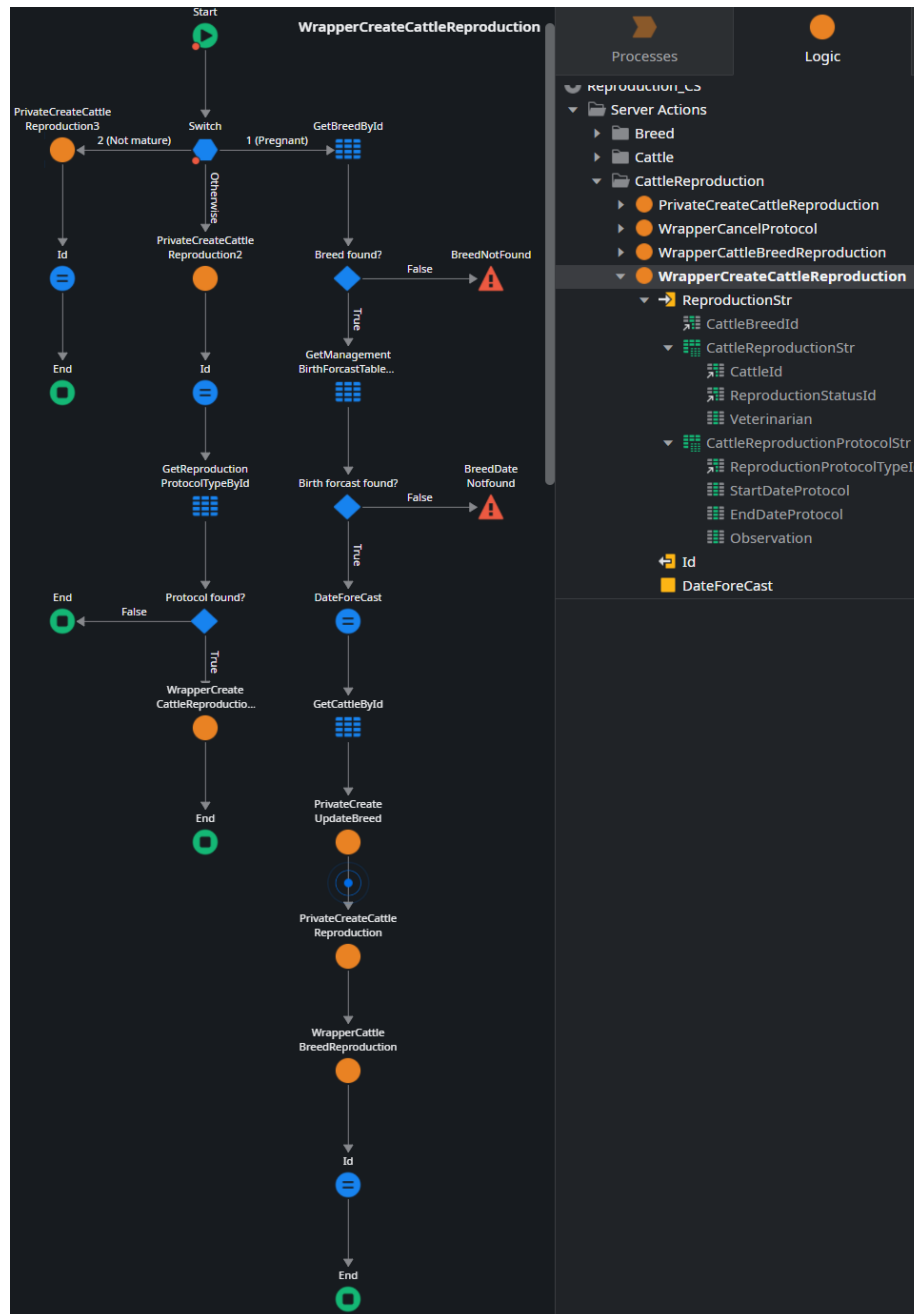 Start
WrapperCreateCattleReproduction
PrivateCreateCattle
Reproduction3
Switch
GetBreedById
2 (Not mature)
1 (Pregnant)
Otherwise
Id
PrivateCreateCattle
Reproduction2
Breed found?
False
BreedNotFound
True
End
Id
GetManagement
BirthForcastTable...
GetReproduction
ProtocolTypeById
Birth forcast found?
False
BreedDate
Notfound
True
End
False
Protocol found?
DateForeCast
True
WrapperCreate
CattleReproductio...
GetCattleById
End
PrivateCreate
UpdateBreed
PrivateCreateCattle
Reproduction
WrapperCattle
BreedReproduction
Id
End
Processes
Logic
Reproduction_CS
Server Actions
Breed
Cattle
CattleReproduction
PrivateCreateCattleReproduction
WrapperCancelProtocol
WrapperCattleBreedReproduction
WrapperCreateCattleReproduction
ReproductionStr
CattleBreedId
CattleReproductionStr
CattleId
ReproductionStatusId
Veterinarian
CattleReproductionProtocolStr
ReproductionProtocolTypeI
StartDateProtocol
EndDateProtocol
Observation
Id
DateForeCast